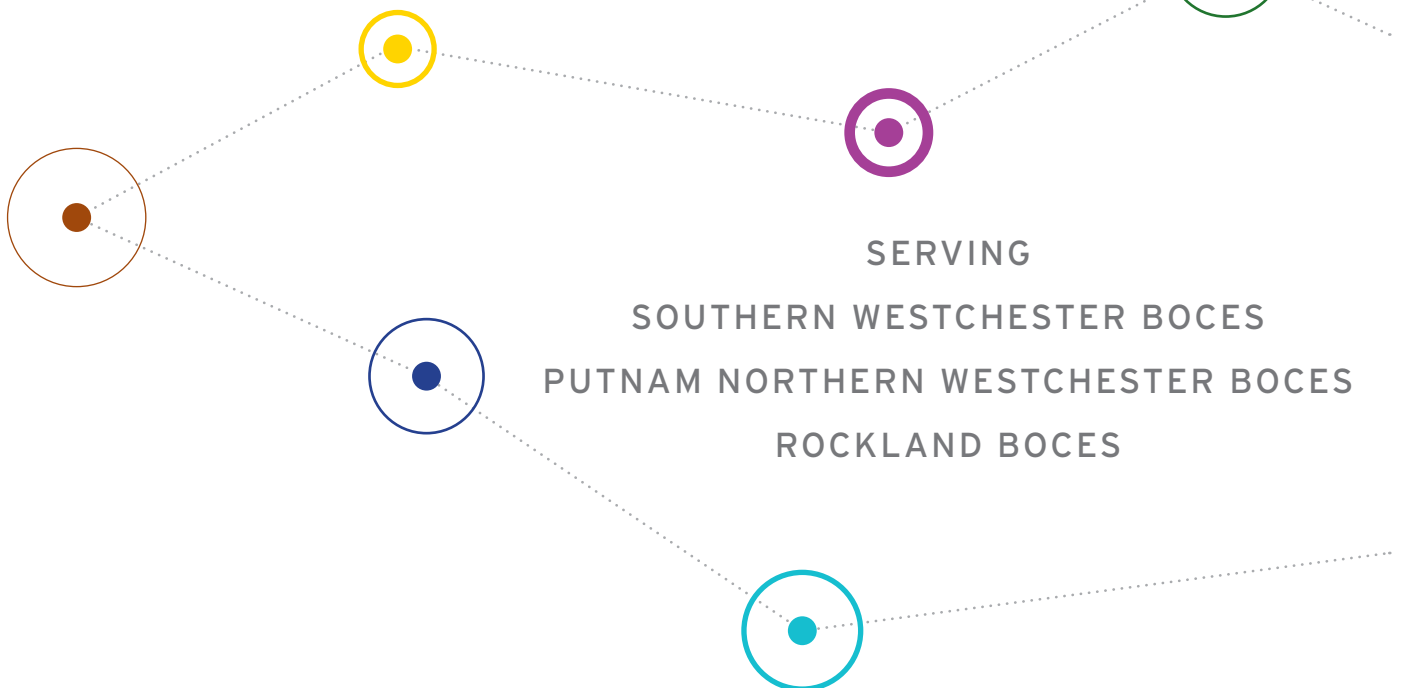 SERVING
SOUTHERN WESTCHESTER BOCES
PUTNAM NORTHERN WESTCHESTER BOCES
ROCKLAND BOCES